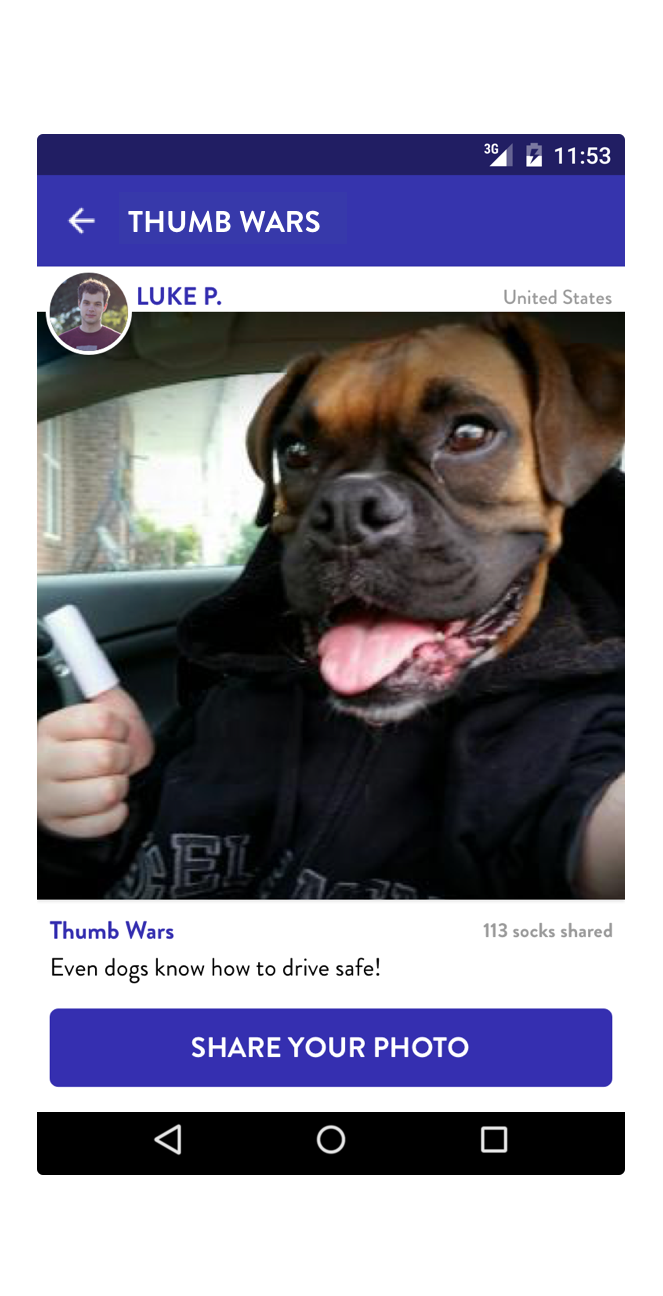 3G 11:53
THUMB WARS
LUKE P. United States
Thumb Wars 113 socks shared
Even dogs know how to drive safe!
SHARE YOUR PHOTO